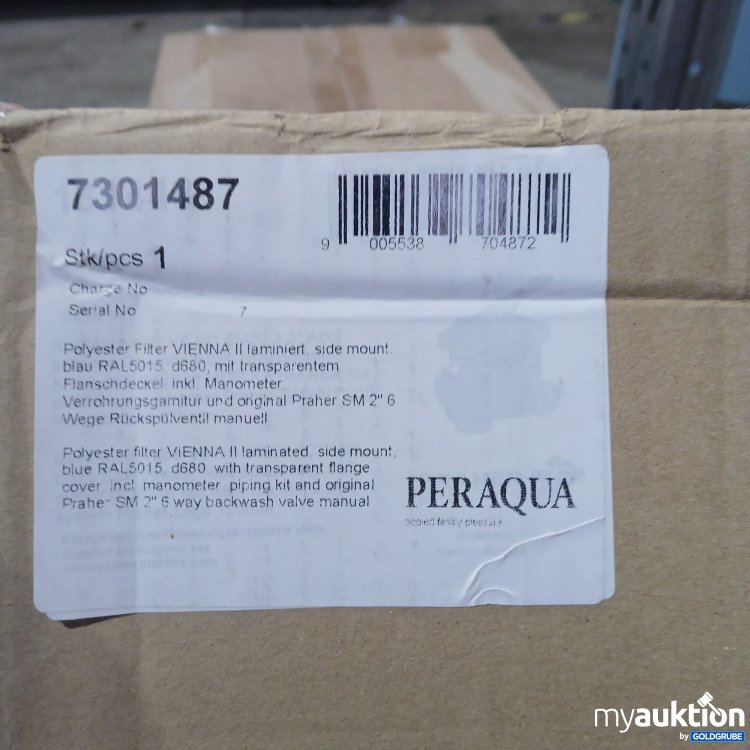 7301487
9 005538 704872
Stk/pcs 1
Charge No
Serial No 7
Polyester Filter VIENNA II laminiert, side mount,
blau RAL5015, d680, mit transparentem
Flanschdeckel, inkl. Manometer,
Verrohrungsgarnitur und original Praher SM 2" 6
Wege Rückspülventil manuell
Polyester filter VIENNA II laminated, side mount,
blue RAL5015, d680, with transparent flange
cover, incl. manometer, piping kit and original
Praher SM 2" 6 way backwash valve manual
PERAQUA
family pleasure
myauktion
by GOLDGRUBE